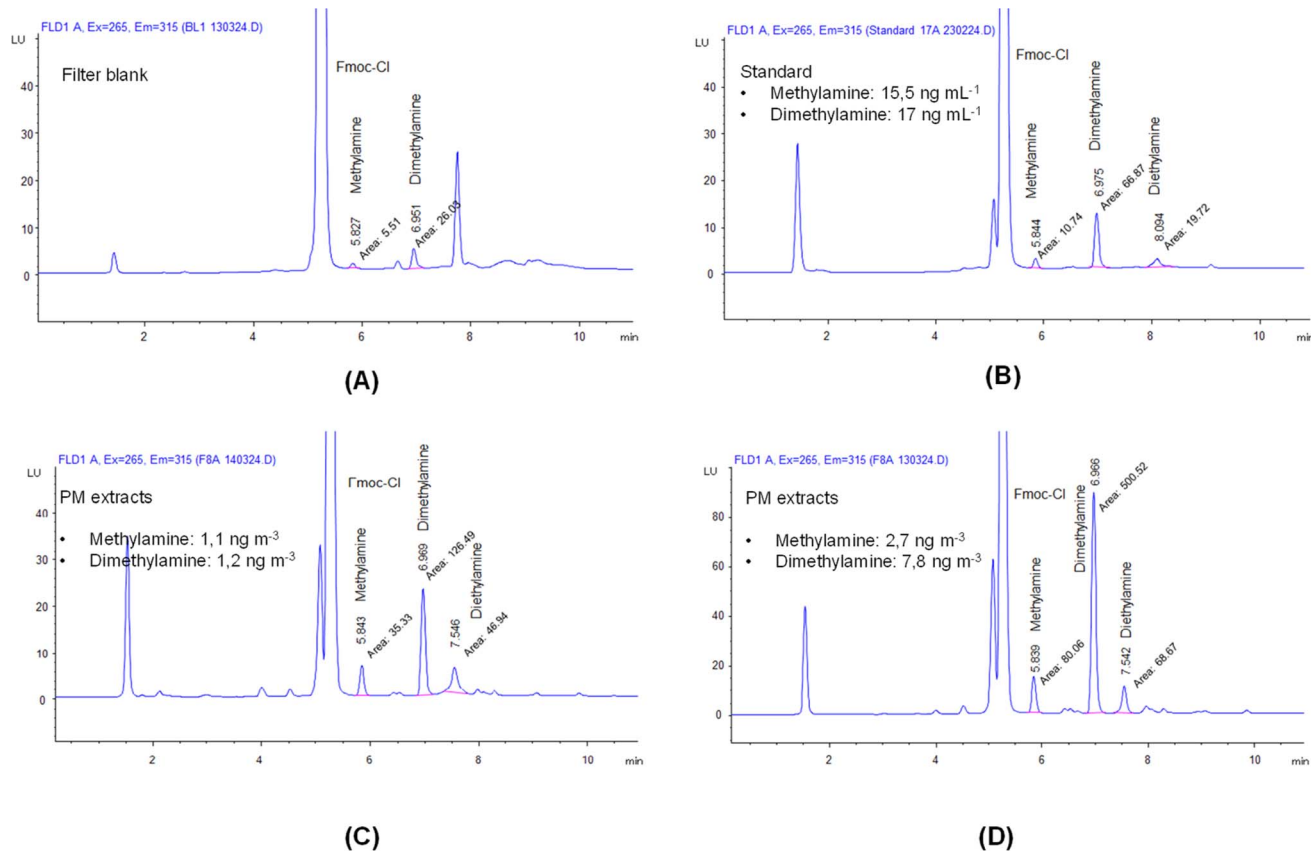 FLD1 A, Ex=265, Em=315 (BL1 130324.D)
LU
Filter blank
Fmoc-Cl
Methylamine
5.827
Area: 5.51
Dimethylamine
6.951
Area: 26.03
40
30
20
10
0
2
4
6
8
10
min
(A)
FLD1 A, Ex=265, Em=315 (Standard 17A 230224.D)
LU
Standard
• Methylamine: 15,5 ng mL-1
• Dimethylamine: 17 ng mL-1
Fmoc-Cl
Methylamine
5.844
Area: 10.74
Dimethylamine
6.975
Area: 66.87
Diethylamine
8.094
Area: 19.72
40
30
20
10
0
2
4
6
8
10
min
(B)
FLD1 A, Ex=265, Em=315 (F8A 140324.D)
LU
PM extracts
• Methylamine: 1,1 ng m-3
• Dimethylamine: 1,2 ng m-3
Γmoc-Cl
Methylamine
5.843
Area: 35.33
Dimethylamine
6.969
Area: 126.49
Diethylamine
7.546
Area: 46.94
40
30
20
10
0
2
4
6
8
10
min
(C)
FLD1 A, Ex=265, Em=315 (F8A 130324.D)
LU
PM extracts
• Methylamine: 2,7 ng m-3
• Dimethylamine: 7,8 ng m-3
Fmoc-Cl
Methylamine
5.839
Area: 80.06
Dimethylamine
6.966
Area: 500.52
Diethylamine
7.542
Area: 68.67
80
60
40
20
0
2
4
6
8
10
min
(D)